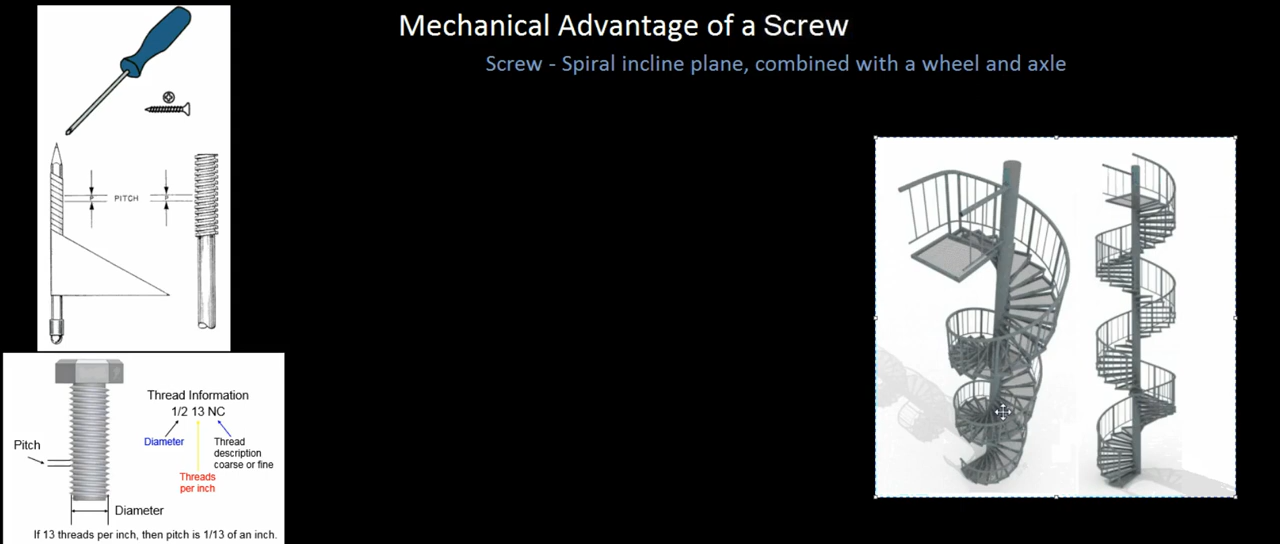 Mechanical Advantage of a Screw
Screw - Spiral incline plane, combined with a wheel and axle
PITCH
Thread Information
1/2 13 NC
Diameter
Thread
description
coarse or fine
Threads
per inch
Pitch
Diameter
If 13 threads per inch, then pitch is 1/13 of an inch.